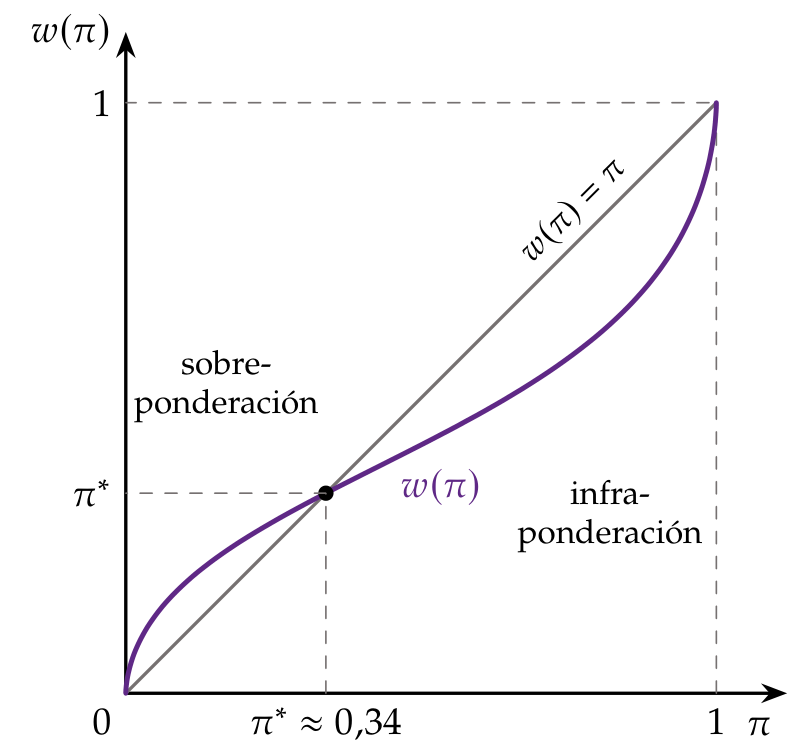 w(π)
1
w(π) = π
sobre-
ponderación
π*
w(π)
infra-
ponderación
0
π* ≈ 0,34
1
π